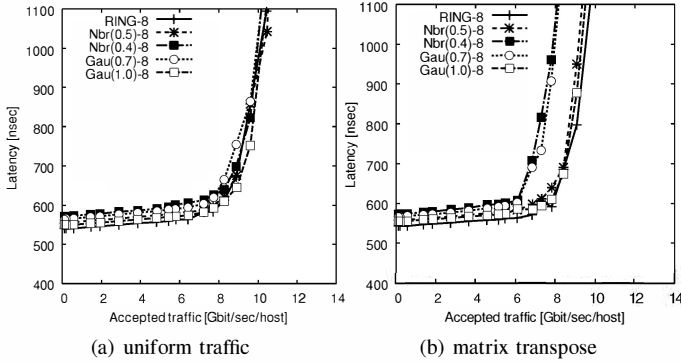 1100
1000
900
800
700
600
500
400
0
2
4
6
8
10
12
14
Latency [nsec]
Accepted traffic [Gbit/sec/host]
RING-8
Nbr(0.5)-8
Nbr(0.4)-8
Gau(0.7)-8
Gau(1.0)-8
(a) uniform traffic
1100
1000
900
800
700
600
500
400
0
2
4
6
8
10
12
14
Latency [nsec]
Accepted traffic [Gbit/sec/host]
RING-8
Nbr(0.5)-8
Nbr(0.4)-8
Gau(0.7)-8
Gau(1.0)-8
(b) matrix transpose